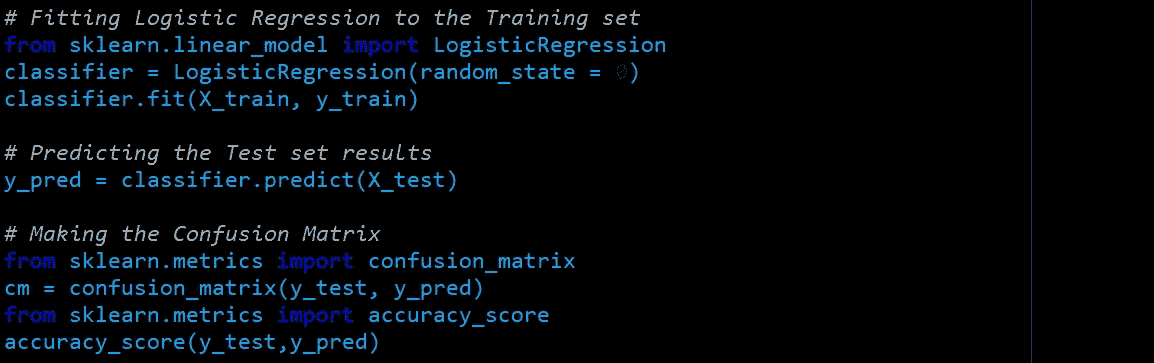 # Fitting Logistic Regression to the Training set
from sklearn.linear_model import LogisticRegression
classifier = LogisticRegression(random_state = 0)
classifier.fit(X_train, y_train)
# Predicting the Test set results
y_pred = classifier.predict(X_test)
# Making the Confusion Matrix
from sklearn.metrics import confusion_matrix
cm = confusion_matrix(y_test, y_pred)
from sklearn.metrics import accuracy_score
accuracy_score(y_test,y_pred)